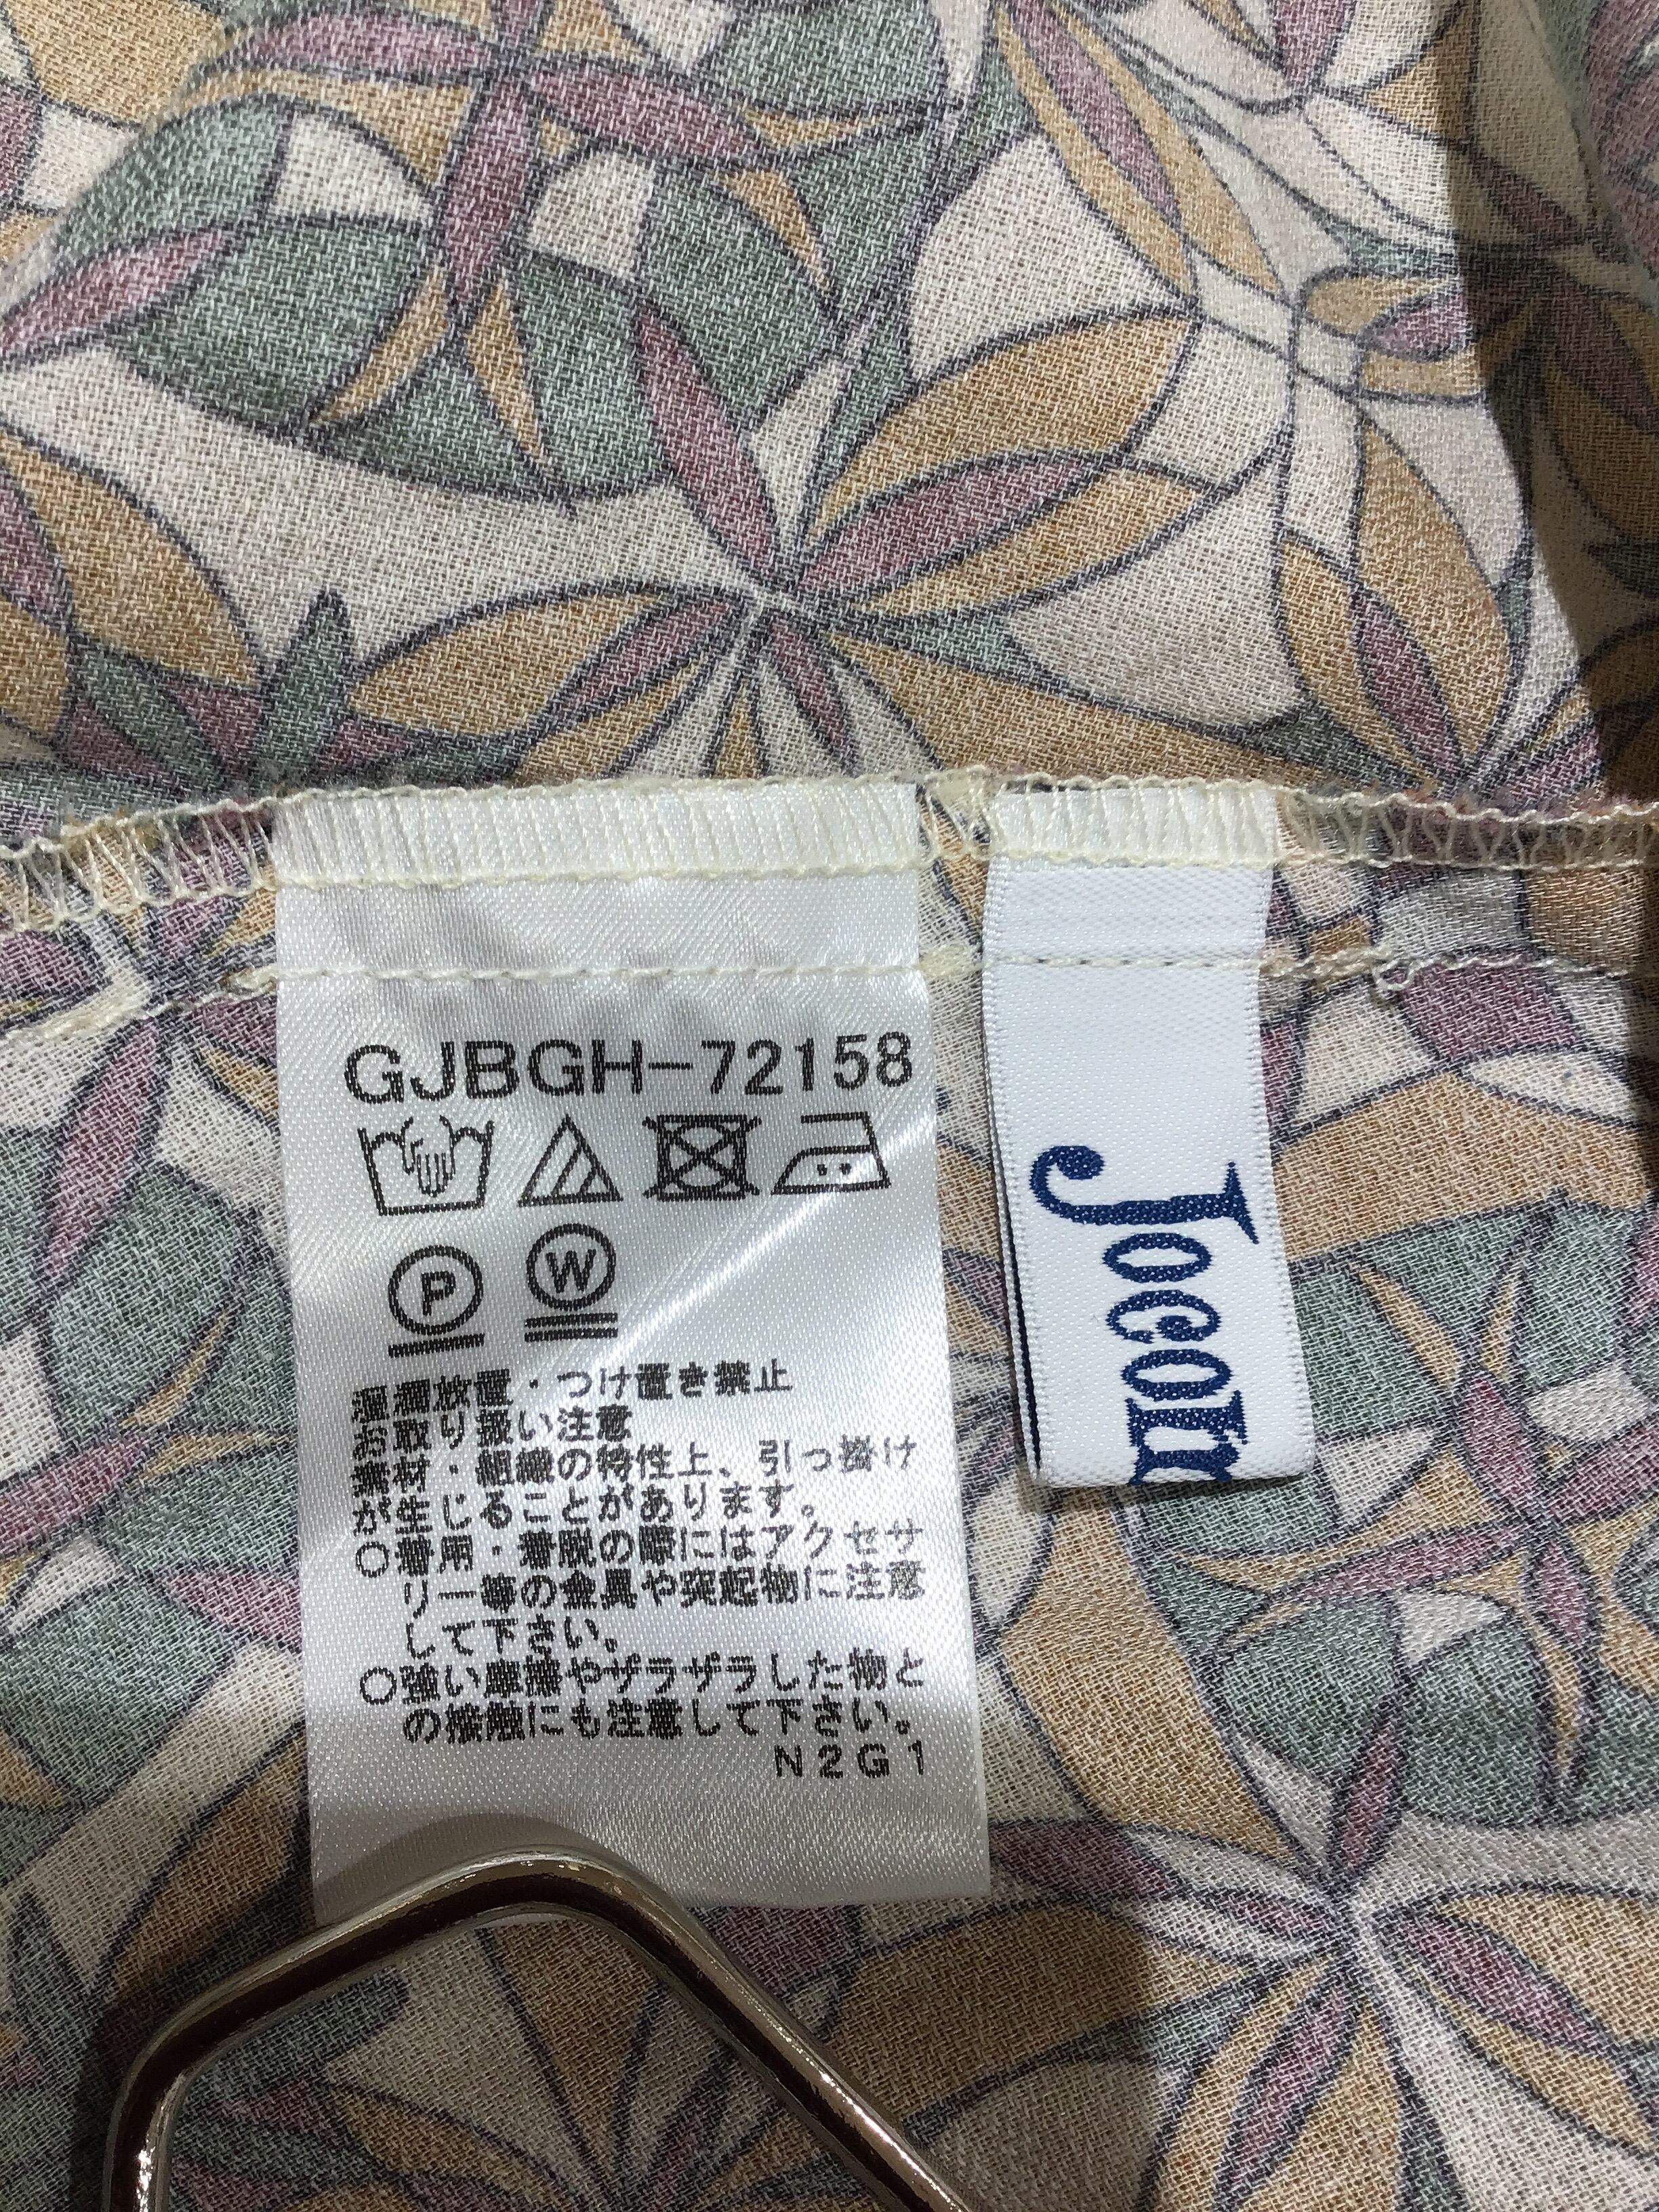 GJBGH-72158
P
W
湿潤放置・つけ置き禁止
お取り扱い注意
素材・組織の特性上、引っ掛け
が生じることがあります。
○着用・着脱の際にはアクセサ
リー等の金具や突起物に注意
して下さい。
○強い摩擦やザラザラした物と
の接触にも注意して下さい。
N2G1
Jocon